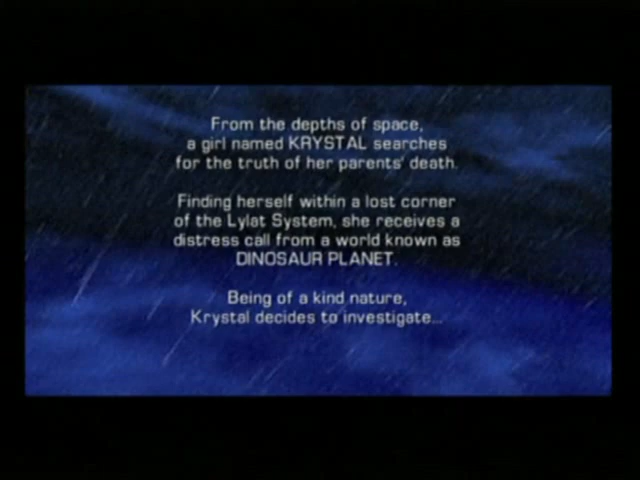 From the depths of space,
a girl named KRYSTAL searches
for the truth of her parents' death.
Finding herself within a lost corner
of the Lylat System, she receives a
distress call from a world known as
DINOSAUR PLANET.
Being of a kind nature,
Krystal decides to investigate...